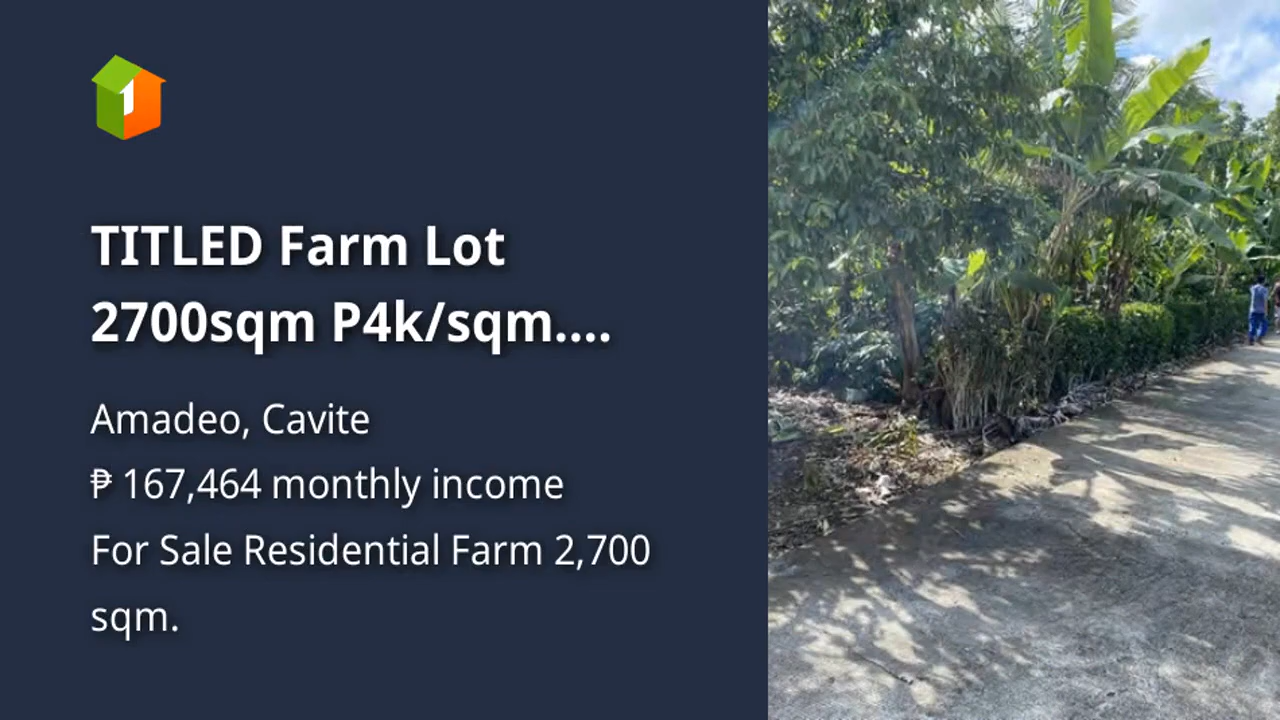 TITLED Farm Lot
2700sqm P4k/sqm....
Amadeo, Cavite
₱ 167,464 monthly income
For Sale Residential Farm 2,700
sqm.